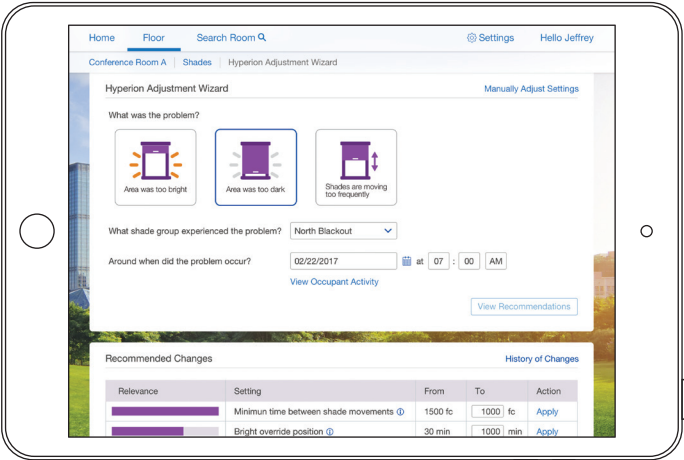 Home Floor Search Room Settings Hello Jeffrey
Conference Room A Shades Hyperion Adjustment Wizard
Hyperion Adjustment Wizard Manually Adjust Settings
What was the problem?
Area was too bright
Area was too dark
Shades are moving
too frequently
What shade group experienced the problem? North Blackout
Around when did the problem occur? 02/22/2017 at 07 : 00 AM
View Occupant Activity
View Recommendations
Recommended Changes History of Changes
Relevance Setting From To Action
Minimun time between shade movements 1500 fc 1000 fc Apply
Bright override position 30 min 1000 min Apply